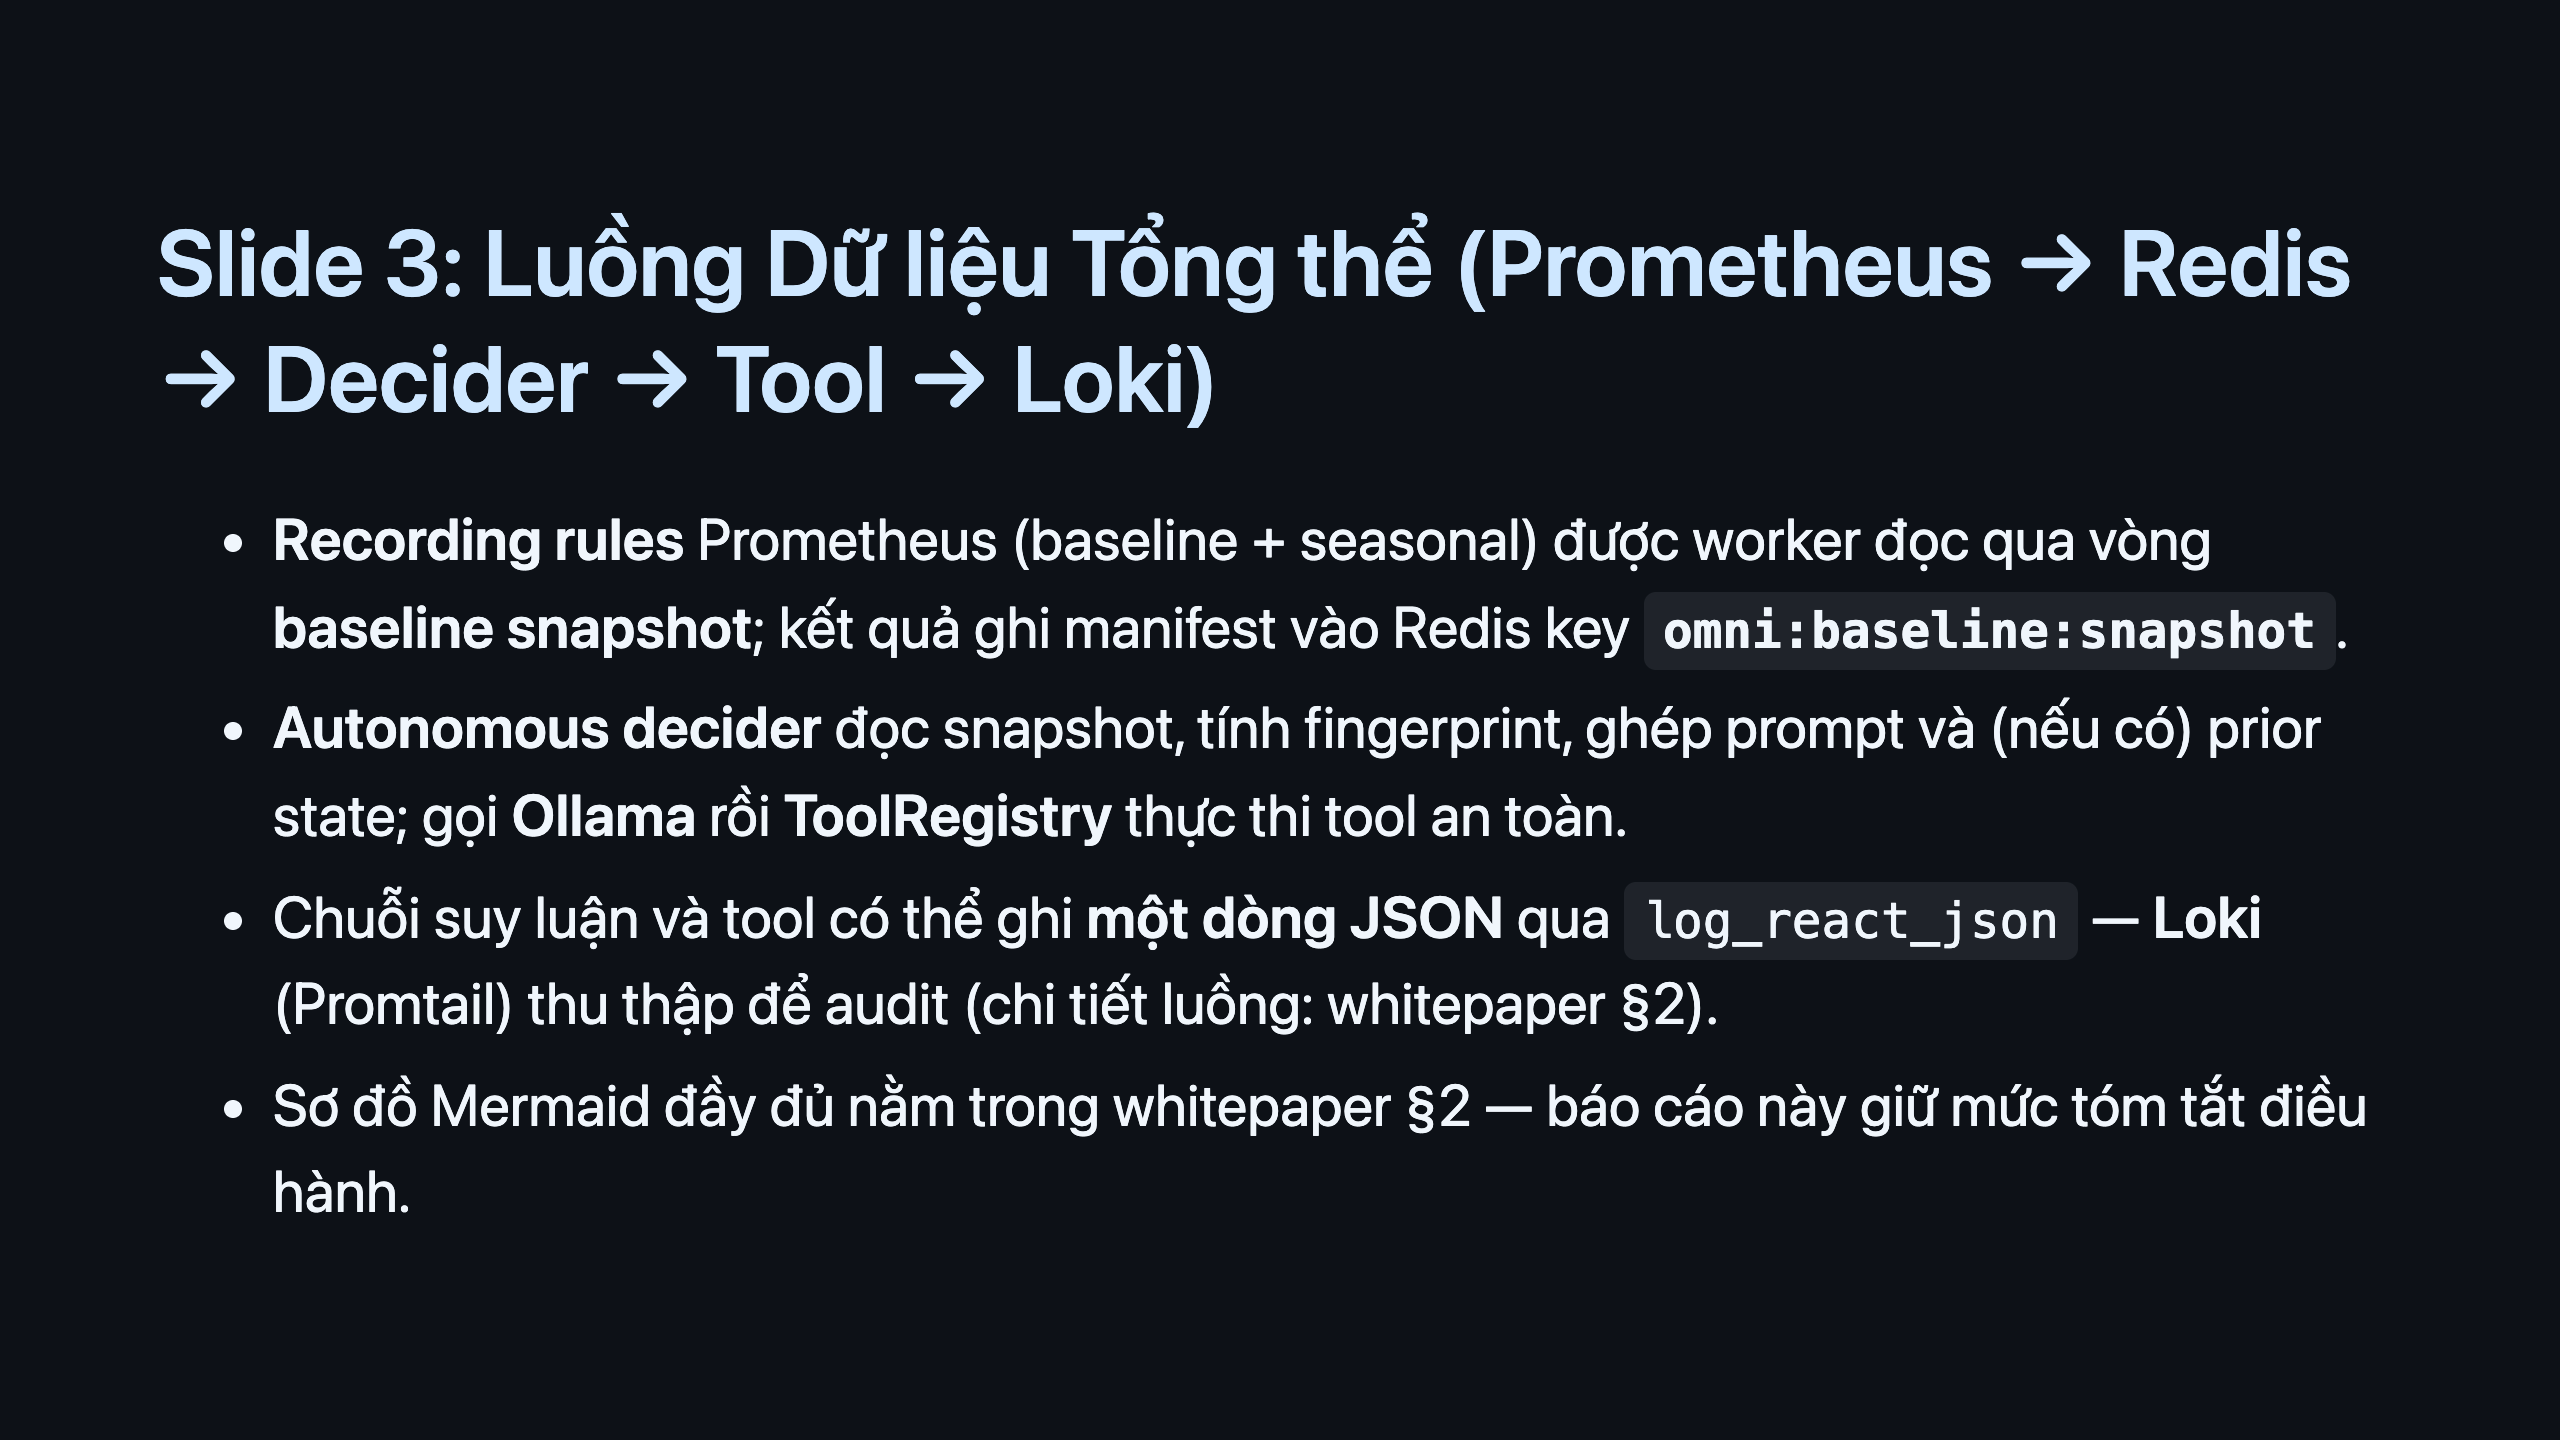 Slide 3: Luồng Dữ liệu Tổng thể (Prometheus → Redis
→ Decider → Tool → Loki)
• Recording rules Prometheus (baseline + seasonal) được worker đọc qua vòng
baseline snapshot; kết quả ghi manifest vào Redis key omni:baseline:snapshot.
• Autonomous decider đọc snapshot, tính fingerprint, ghép prompt và (nếu có) prior
state; gọi Ollama rồi ToolRegistry thực thi tool an toàn.
• Chuỗi suy luận và tool có thể ghi một dòng JSON qua log_react_json — Loki
(Promtail) thu thập để audit (chi tiết luồng: whitepaper §2).
• Sơ đồ Mermaid đầy đủ nằm trong whitepaper §2 — báo cáo này giữ mức tóm tắt điều
hành.